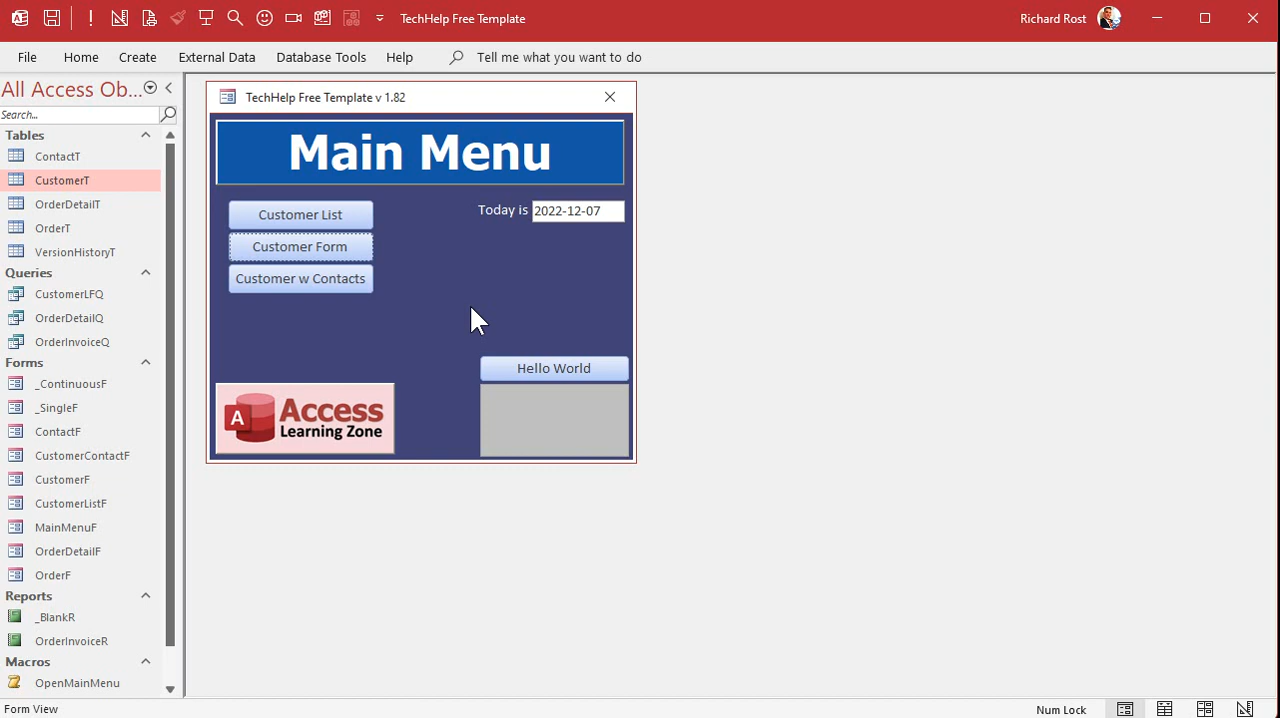 TechHelp Free Template
Richard Rost
File Home Create External Data Database Tools Help Tell me what you want to do
All Access Ob...
Search...
Tables
ContactT
CustomerT
OrderDetailT
OrderT
VersionHistoryT
Queries
CustomerLFQ
OrderDetailQ
OrderInvoiceQ
Forms
_ContinuousF
_SingleF
ContactF
CustomerContactF
CustomerF
CustomerListF
MainMenuF
OrderDetailF
OrderF
Reports
_BlankR
OrderInvoiceR
Macros
OpenMainMenu
TechHelp Free Template v 1.82
Main Menu
Customer List
Today is 2022-12-07
Customer Form
Customer w Contacts
Hello World
A Access
Learning Zone
Form View
Num Lock